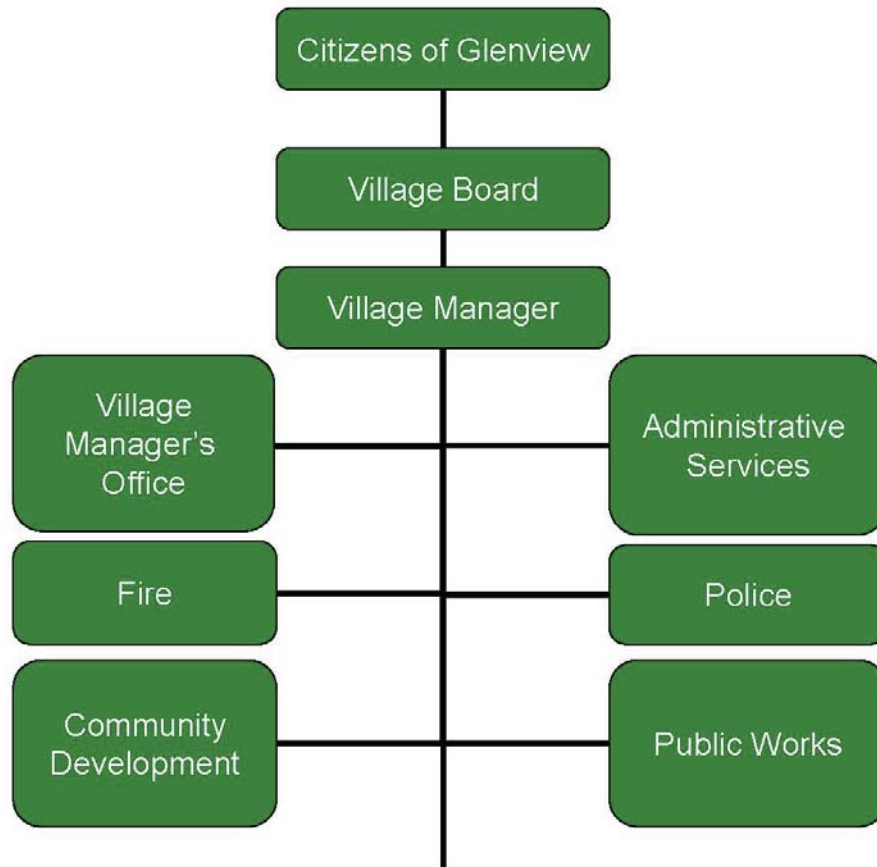 Citizens of Glenview
Village Board
Village Manager
Village
Manager's
Office
Administrative
Services
Fire
Police
Community
Development
Public Works